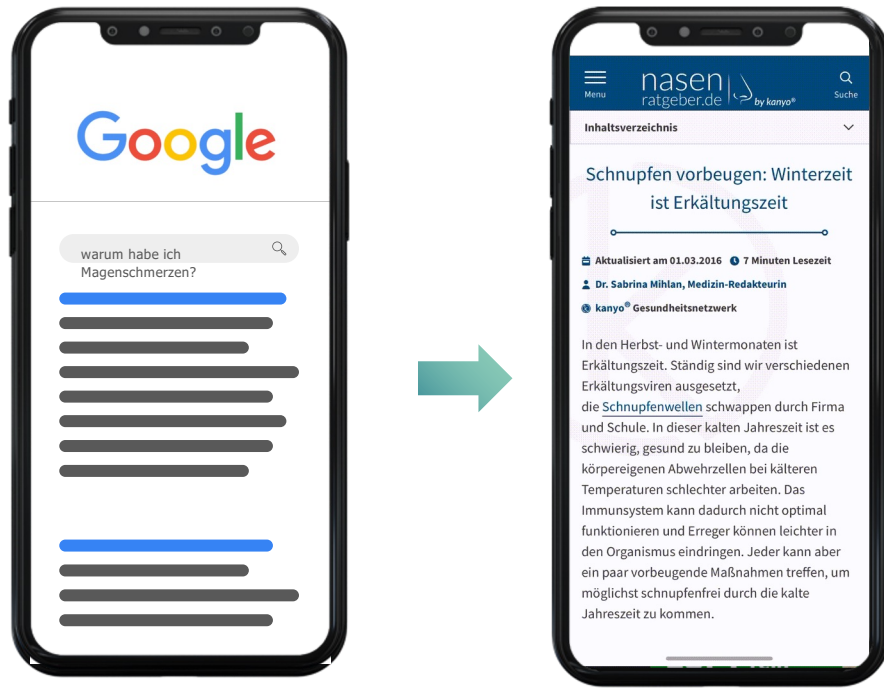 Google
warum habe ich
Magenschmerzen?
Menu
nasen
ratgeber.de
by kanyo®
Suche
Inhaltsverzeichnis
Schnupfen vorbeugen: Winterzeit
ist Erkältungszeit
Aktualisiert am 01.03.2016 7 Minuten Lesezeit
Dr. Sabrina Mihlan, Medizin-Redakteurin
kanyo® Gesundheitsnetzwerk
In den Herbst- und Wintermonaten ist
Erkältungszeit. Ständig sind wir verschiedenen
Erkältungsviren ausgesetzt,
die Schnupfenwellen schwappen durch Firma
und Schule. In dieser kalten Jahreszeit ist es
schwierig, gesund zu bleiben, da die
körpereigenen Abwehrzellen bei kälteren
Temperaturen schlechter arbeiten. Das
Immunsystem kann dadurch nicht optimal
funktionieren und Erreger können leichter in
den Organismus eindringen. Jeder kann aber
ein paar vorbeugende Maßnahmen treffen, um
möglichst schnupfenfrei durch die kalte
Jahreszeit zu kommen.